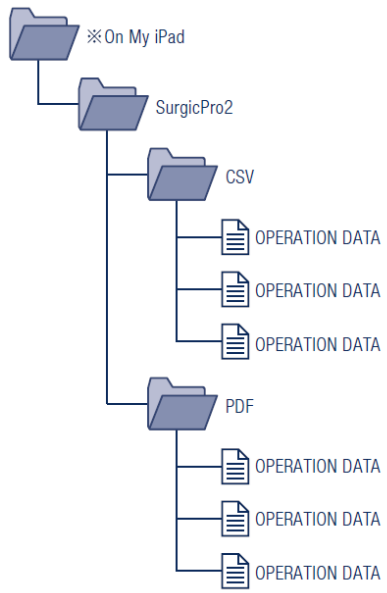 ※On My iPad
SurgicPro2
CSV
OPERATION DATA
OPERATION DATA
OPERATION DATA
PDF
OPERATION DATA
OPERATION DATA
OPERATION DATA